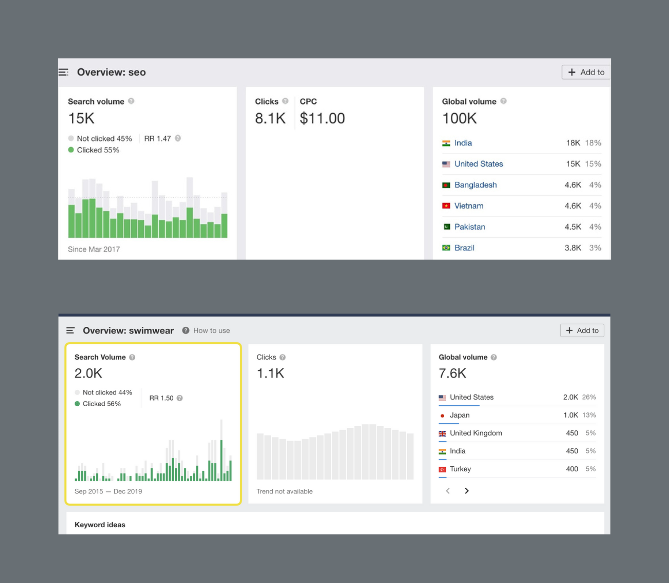 Overview: seo
+ Add to
Search volume ?
15K
Not clicked 45% RR 1.47 ?
Clicked 55%
Since Mar 2017
Clicks ? CPC
8.1K $11.00
Global volume ?
100K
India 18K 18%
United States 15K 15%
Bangladesh 4.6K 4%
Vietnam 4.6K 4%
Pakistan 4.5K 4%
Brazil 3.8K 3%
Overview: swimwear ? How to use
+ Add to
Search Volume ?
2.0K
Not clicked 44%
Clicked 56%
RR 1.50 ?
Sep 2015 — Dec 2019
Clicks ?
1.1K
Trend not available
Global volume ?
7.6K
United States 2.0K 26%
Japan 1.0K 13%
United Kingdom 450 5%
India 450 5%
Turkey 400 5%
Keyword ideas